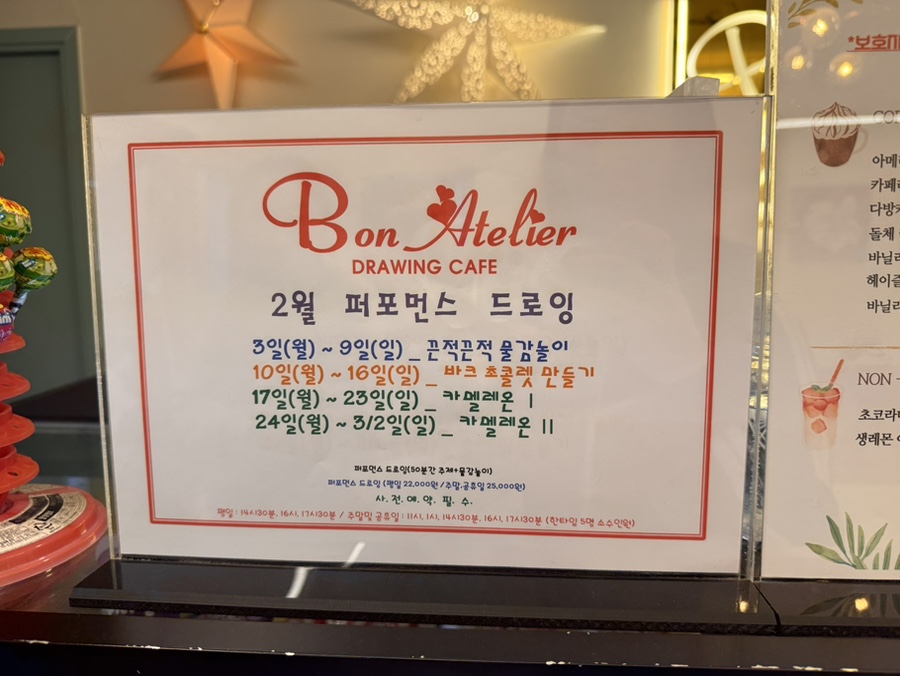 Bon Atelier
DRAWING CAFE
2월 퍼포먼스 드로잉
3일(월) ~ 9일(일) _ 끈적끈적 물감놀이
10일(월) ~ 16일(일) _ 바크 초콜렛 만들기
17일(월) ~ 23일(일) _ 카멜레온 I
24일(월) ~ 3/2일(일) _ 카멜레온 II
퍼포먼스 드로잉(50분간 주제+물감놀이)
퍼포먼스 드로잉 (평일 22,000원 / 주말,공휴일 25,000원)
사.전.예.약. 필. 수.
평일 : 14시30분, 16시, 17시30분 / 주말및 공휴일 : 11시, 1시, 14시30분, 16시, 17시30분 (한타임 5명 소수인원)
*보호
아메
카페
다방
돌체
바닐
헤이즐
바닐
NON -
초코라
생레몬